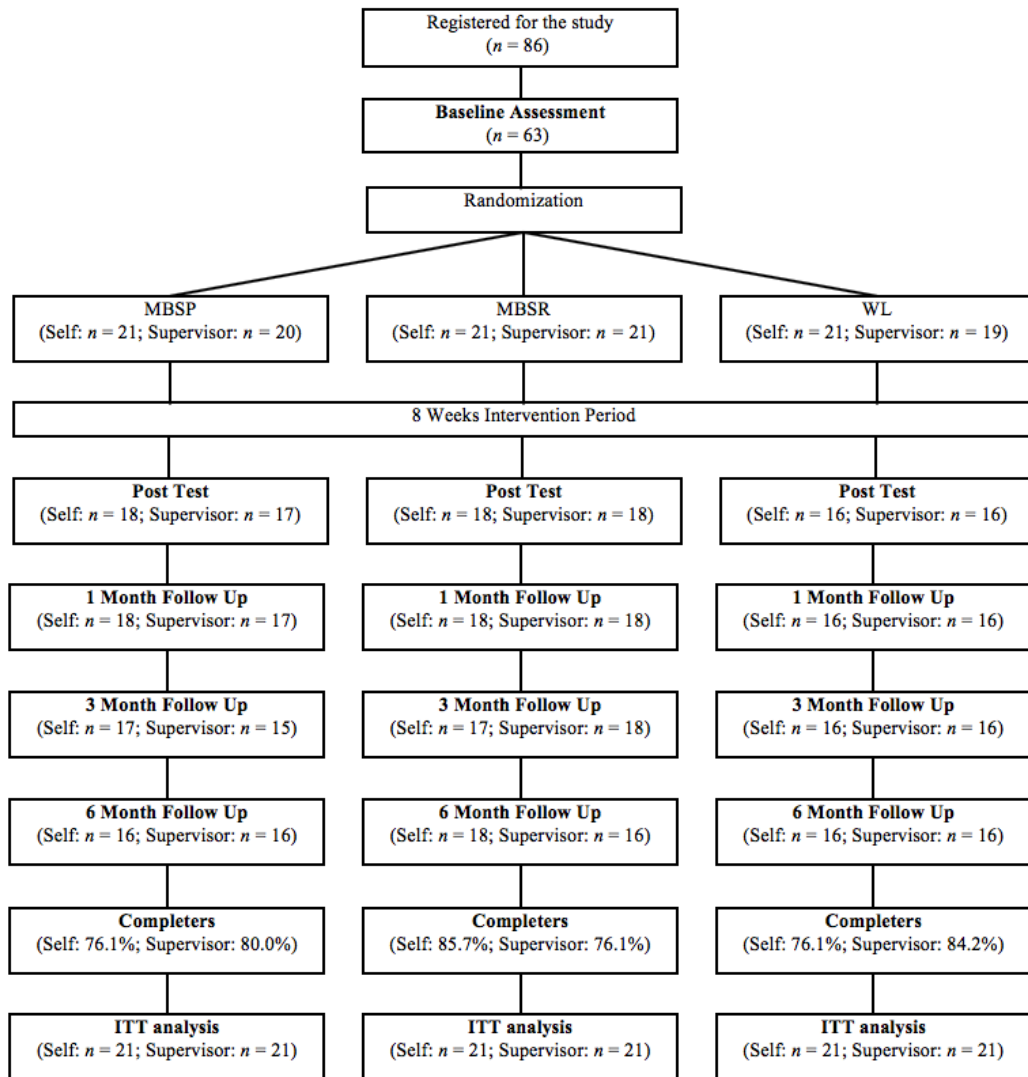 Registered for the study
(n = 86)
Baseline Assessment
(n = 63)
Randomization
MBSP
(Self: n = 21; Supervisor: n = 20)
MBSR
(Self: n = 21; Supervisor: n = 21)
WL
(Self: n = 21; Supervisor: n = 19)
8 Weeks Intervention Period
Post Test
(Self: n = 18; Supervisor: n = 17)
Post Test
(Self: n = 18; Supervisor: n = 18)
Post Test
(Self: n = 16; Supervisor: n = 16)
1 Month Follow Up
(Self: n = 18; Supervisor: n = 17)
1 Month Follow Up
(Self: n = 18; Supervisor: n = 18)
1 Month Follow Up
(Self: n = 16; Supervisor: n = 16)
3 Month Follow Up
(Self: n = 17; Supervisor: n = 15)
3 Month Follow Up
(Self: n = 17; Supervisor: n = 18)
3 Month Follow Up
(Self: n = 16; Supervisor: n = 16)
6 Month Follow Up
(Self: n = 16; Supervisor: n = 16)
6 Month Follow Up
(Self: n = 18; Supervisor: n = 16)
6 Month Follow Up
(Self: n = 16; Supervisor: n = 16)
Completers
(Self: 76.1%; Supervisor: 80.0%)
Completers
(Self: 85.7%; Supervisor: 76.1%)
Completers
(Self: 76.1%; Supervisor: 84.2%)
ITT analysis
(Self: n = 21; Supervisor: n = 21)
ITT analysis
(Self: n = 21; Supervisor: n = 21)
ITT analysis
(Self: n = 21; Supervisor: n = 21)